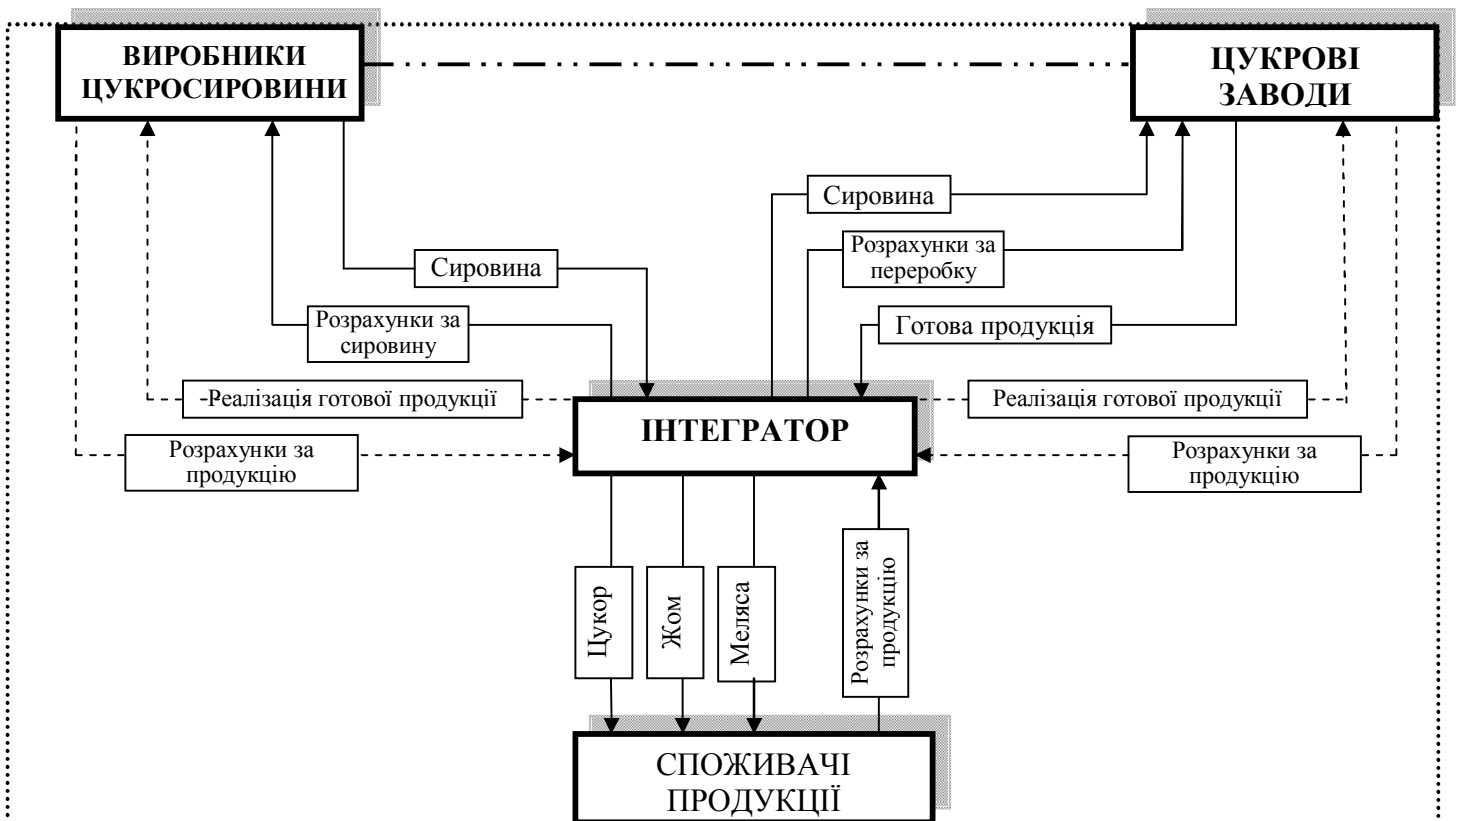 ВИРОБНИКИ
ЦУКРОСИРОВИНИ
ЦУКРОВІ
ЗАВОДИ
Сировина
Розрахунки за
переробку
Сировина
Готова продукція
Розрахунки за
сировину
-Реалізація готової продукції
Реалізація готової продукції
ІНТЕГРАТОР
Розрахунки за
продукцію
Розрахунки за
продукцію
Цукор
Жом
Меляса
Розрахунки за
продукцію
СПОЖИВАЧІ
ПРОДУКЦІЇ